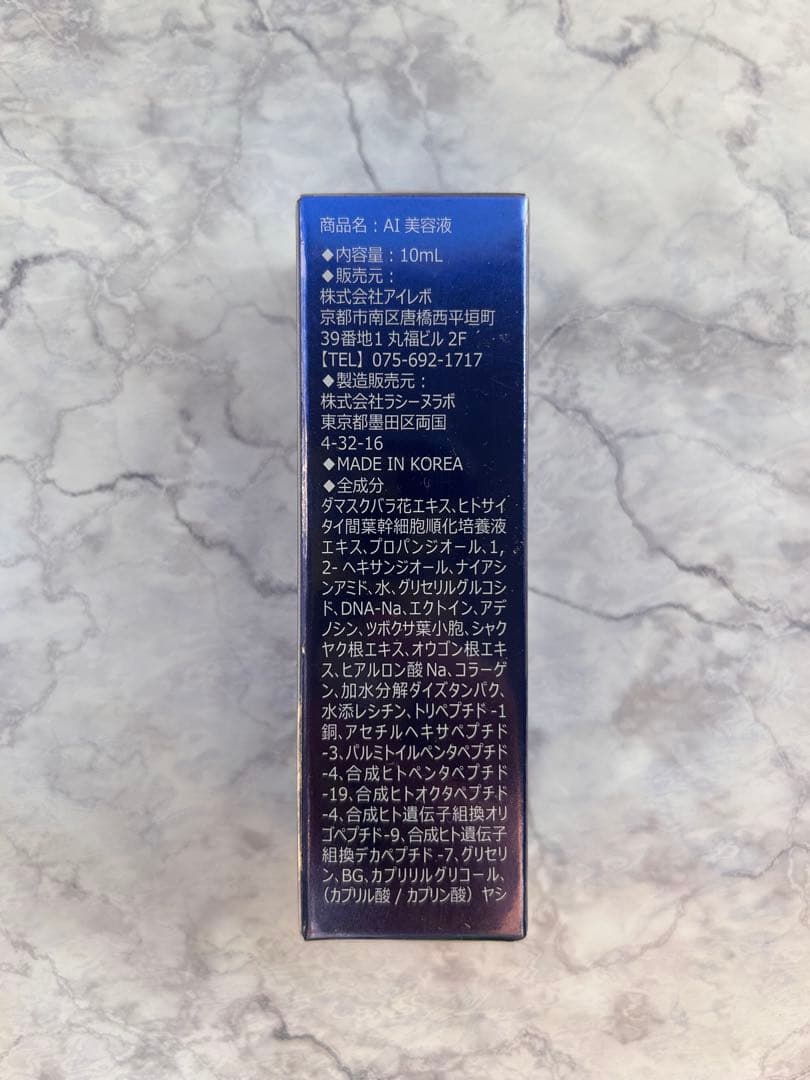 商品名：AI 美容液
◆内容量：10mL
◆販売元：
株式会社アイレボ
京都市南区唐橋西平垣町
39番地1 丸福ビル 2F
【TEL】075-692-1717
◆製造販売元：
株式会社ラシーヌラボ
東京都墨田区両国
4-32-16
◆MADE IN KOREA
◆全成分
ダマスクバラ花エキス、ヒトサイ
タイ間葉幹細胞順化培養液
エキス、プロパンジオール、1,
2- ヘキサンジオール、ナイアシ
ンアミド、水、グリセリルグルコシ
ド、DNA-Na、エクトイン、アデ
ノシン、ツボクサ葉小胞、シャク
ヤク根エキス、オウゴン根エキ
ス、ヒアルロン酸 Na、コラーゲ
ン、加水分解ダイズタンパク、
水添レシチン、トリペプチド -1
銅、アセチルヘキサペプチド
-3、パルミトイルペンタペプチド
-4、合成ヒトペンタペプチド
-19、合成ヒトオクタペプチド
-4、合成ヒト遺伝子組換オリ
ゴペプチド-9、合成ヒト遺伝子
組換デカペプチド -7、グリセリ
ン、BG、カプリリルグリコール、
（カプリル酸 / カプリン酸）ヤシ